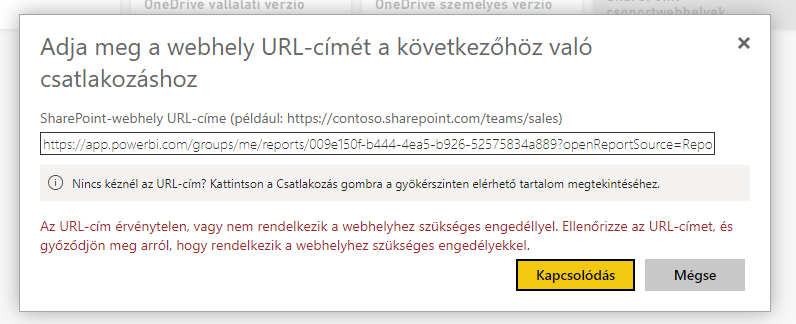 OneDrive vállalati verzió
OneDrive személyes verzió
csoportwebhelyek
Adja meg a webhely URL-címét a következőhöz való
csatlakozáshoz
SharePoint-webhely URL-címe (például: https://contoso.sharepoint.com/teams/sales)
https://app.powerbi.com/groups/me/reports/009e150f-b444-4ea5-b926-52575834a889?openReportSource=Repo
Nincs kéznél az URL-cím? Kattintson a Csatlakozás gombra a gyökérszinten elérhető tartalom megtekintéséhez.
Az URL-cím érvénytelen, vagy nem rendelkezik a webhelyhez szükséges engedéllyel. Ellenőrizze az URL-címet, és
győződjön meg arról, hogy rendelkezik a webhelyhez szükséges engedélyekkel.
Kapcsolódás
Mégse